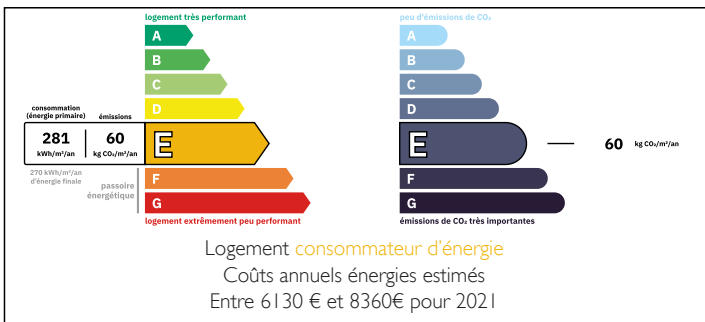 logement très performant
A
B
C
D
consommation
(énergie primaire)
émissions
281
kWh/m²/an
60
kg CO₂/m²/an
E
270 kWh/m²/an
d'énergie finale
passoire
énergétique
F
G
logement extrêmement peu performant
peu d'émissions de CO₂
A
B
C
D
E
60 kg CO₂/m²/an
F
G
émissions de CO₂ très importantes
Logement consommateur d'énergie
Coûts annuels énergies estimés
Entre 6130 € et 8360€ pour 2021